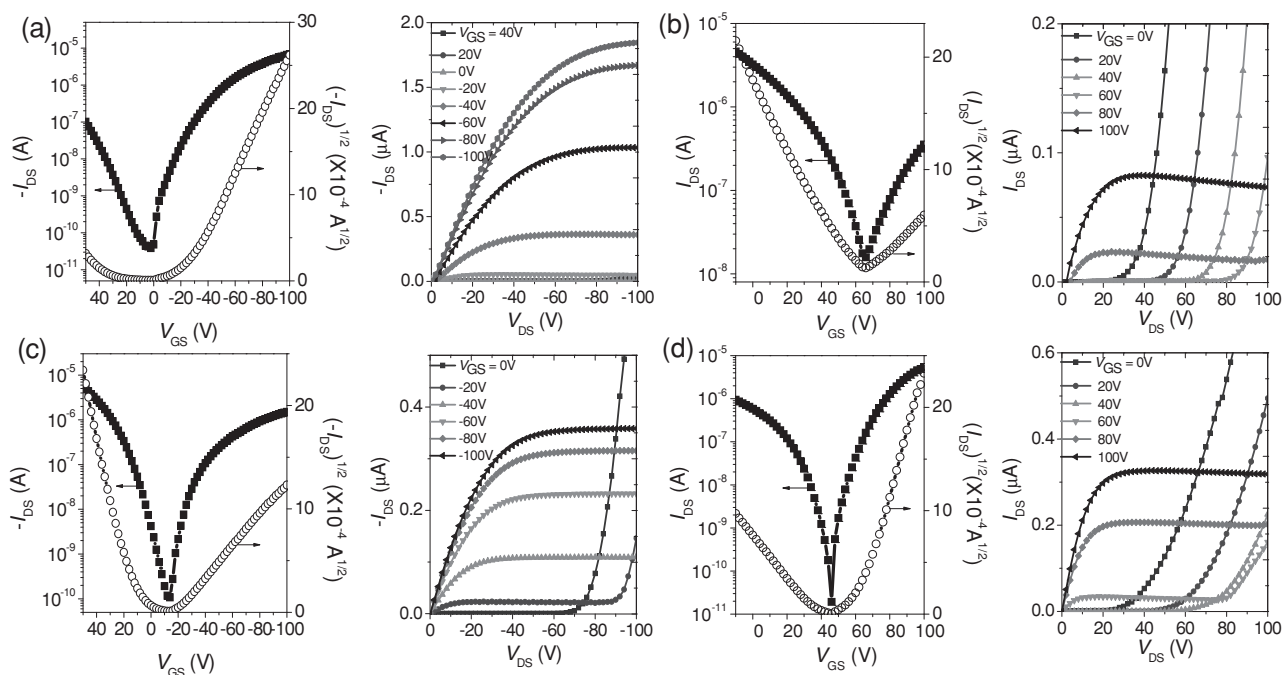 (a)
-I_DS (A)
10^-5
10^-6
10^-7
10^-8
10^-9
10^-10
10^-11
30
20
10
0
(-I_DS)^1/2 (X10^-4 A^1/2)
40 20 0 -20 -40 -60 -80 -100
V_GS (V)
-I_DS (μA)
2.0
1.5
1.0
0.5
0.0
V_GS = 40V
20V
0V
-20V
-40V
-60V
-80V
-100V
0 -20 -40 -60 -80 -100
V_DS (V)
(b)
I_DS (A)
10^-5
10^-6
10^-7
10^-8
20
10
0
(I_DS)^1/2 (X10^-4 A^1/2)
0 20 40 60 80 100
V_GS (V)
I_DS (μA)
0.2
0.1
0.0
V_GS = 0V
20V
40V
60V
80V
100V
0 20 40 60 80 100
V_DS (V)
(c)
-I_DS (A)
10^-5
10^-6
10^-7
10^-8
10^-9
10^-10
20
10
0
(-I_DS)^1/2 (X10^-4 A^1/2)
40 20 0 -20 -40 -60 -80 -100
V_GS (V)
-I_DS (μA)
0.4
0.2
0.0
V_GS = 0V
-20V
-40V
-60V
-80V
-100V
0 -20 -40 -60 -80 -100
V_DS (V)
(d)
I_DS (A)
10^-5
10^-6
10^-7
10^-8
10^-9
10^-10
10^-11
20
10
0
(I_DS)^1/2 (X10^-4 A^1/2)
0 20 40 60 80 100
V_GS (V)
I_DS (μA)
0.6
0.4
0.2
0.0
V_GS = 0V
20V
40V
60V
80V
100V
0 20 40 60 80 100
V_DS (V)